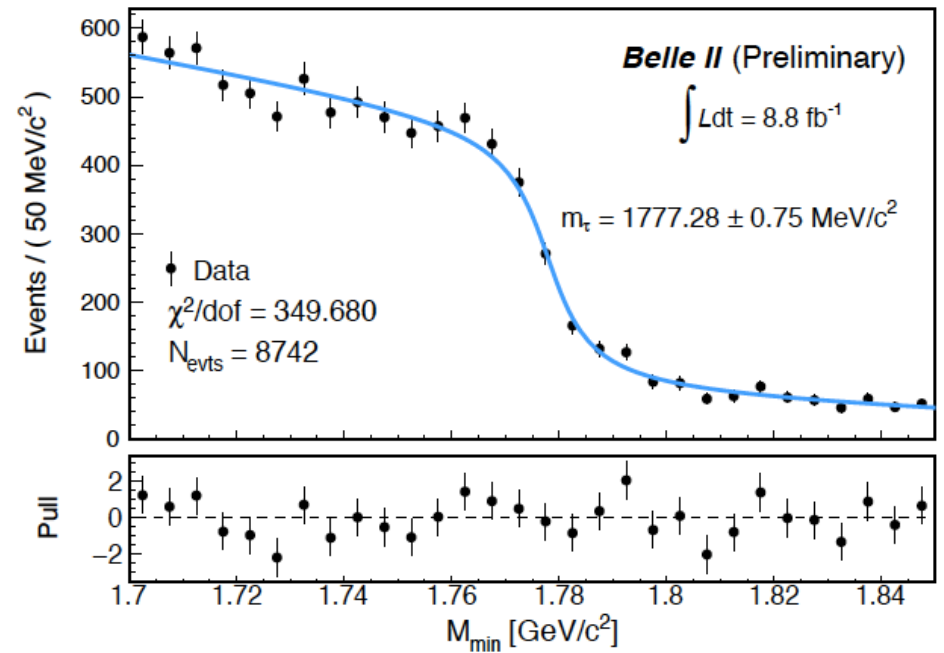 Belle II (Preliminary)
∫Ldt = 8.8 fb⁻¹
mτ = 1777.28 ± 0.75 MeV/c²
Data
χ²/dof = 349.680
Nevts = 8742
Events / ( 50 MeV/c² )
600
500
400
300
200
100
0
Pull
2
0
−2
1.7 1.72 1.74 1.76 1.78 1.8 1.82 1.84
Mmin [GeV/c²]